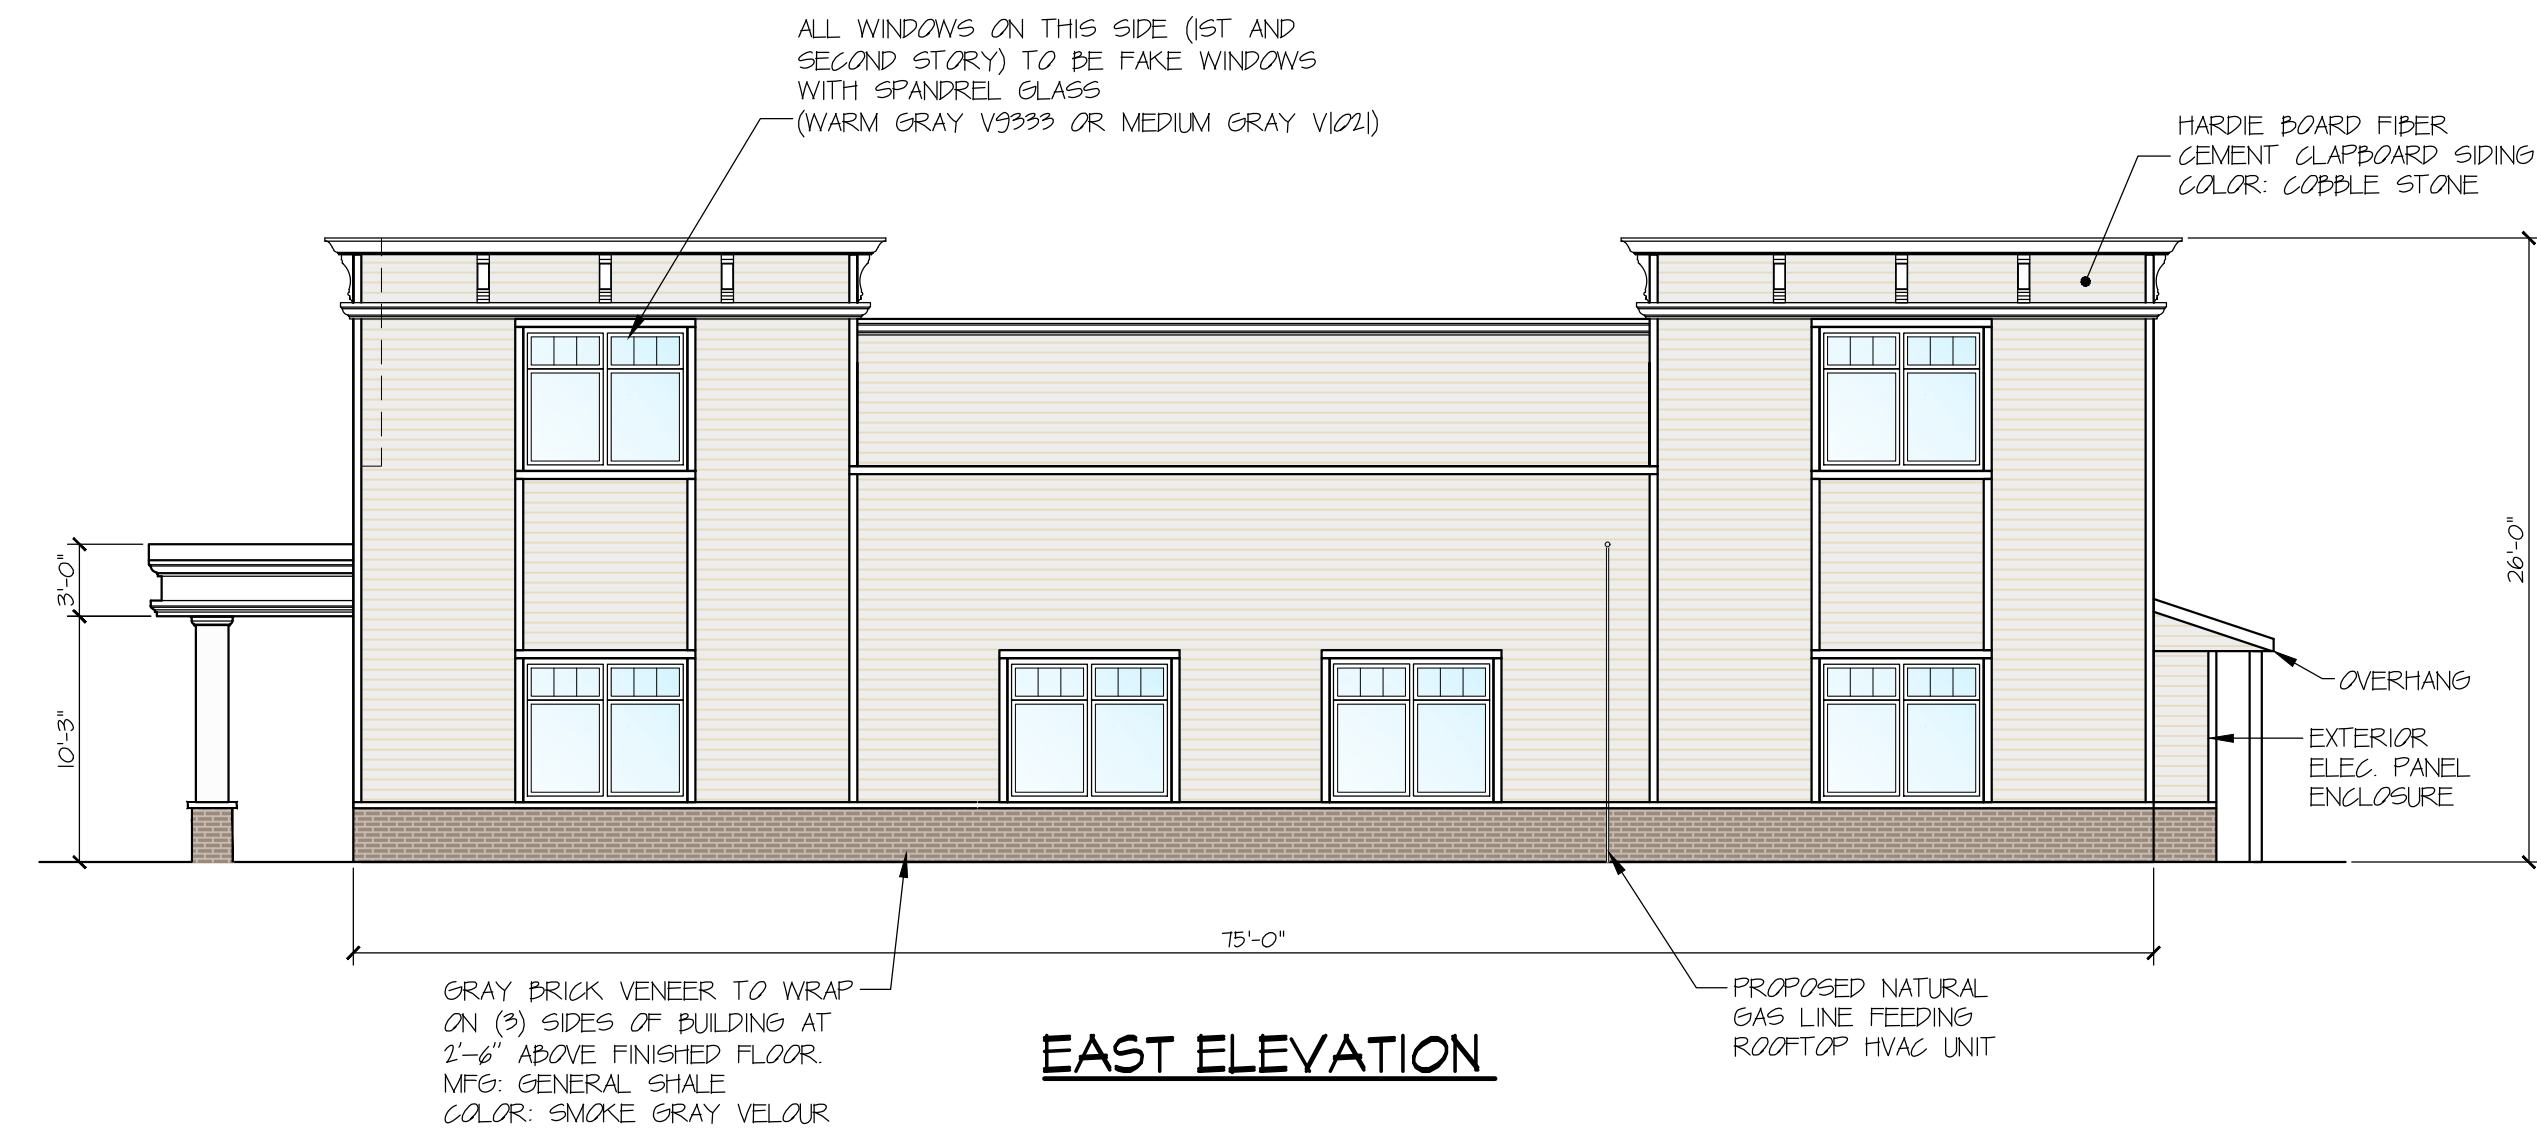 ALL WINDOWS ON THIS SIDE (1ST AND
SECOND STORY) TO BE FAKE WINDOWS
WITH SPANDREL GLASS
(WARM GRAY V9333 OR MEDIUM GRAY V1021)
HARDIE BOARD FIBER
CEMENT CLAPBOARD SIDING
COLOR: COBBLE STONE
3'-0"
10'-3"
26'-0"
OVERHANG
EXTERIOR
ELEC. PANEL
ENCLOSURE
75'-0"
GRAY BRICK VENEER TO WRAP
ON (3) SIDES OF BUILDING AT
2'-6" ABOVE FINISHED FLOOR.
MFG: GENERAL SHALE
COLOR: SMOKE GRAY VELOUR
PROPOSED NATURAL
GAS LINE FEEDING
ROOFTOP HVAC UNIT
EAST ELEVATION